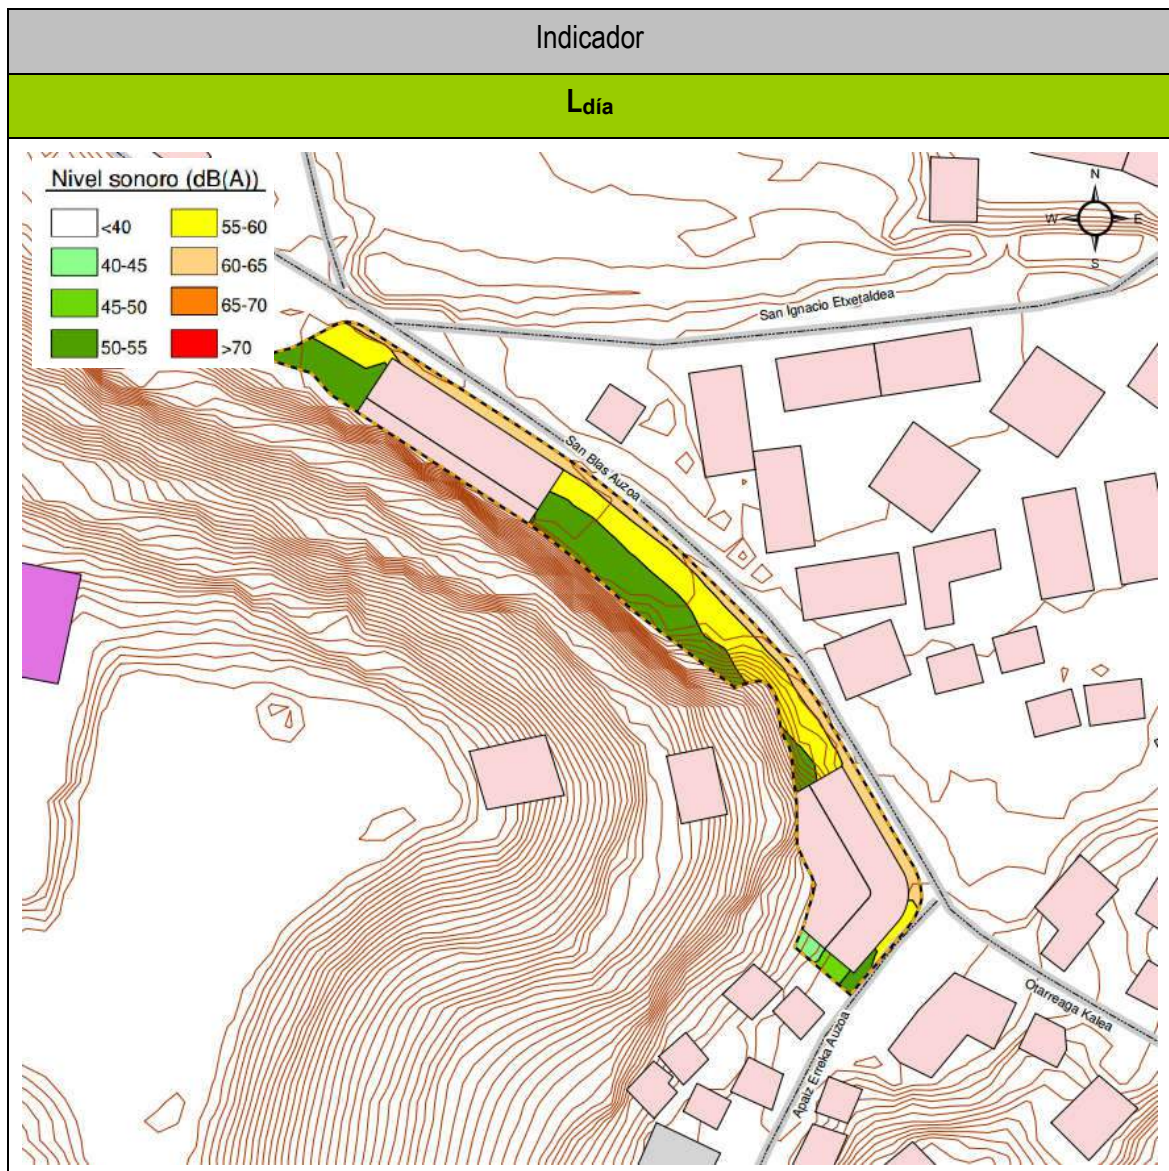 Indicador
Ldía
Nivel sonoro (dB(A))
<40
55-60
40-45
60-65
45-50
65-70
50-55
>70
N
W
E
S
San Ignacio Etxetaldea
San Blas Auzoa
Otarreaga Kalea
Apaiz Erreka Auzoa